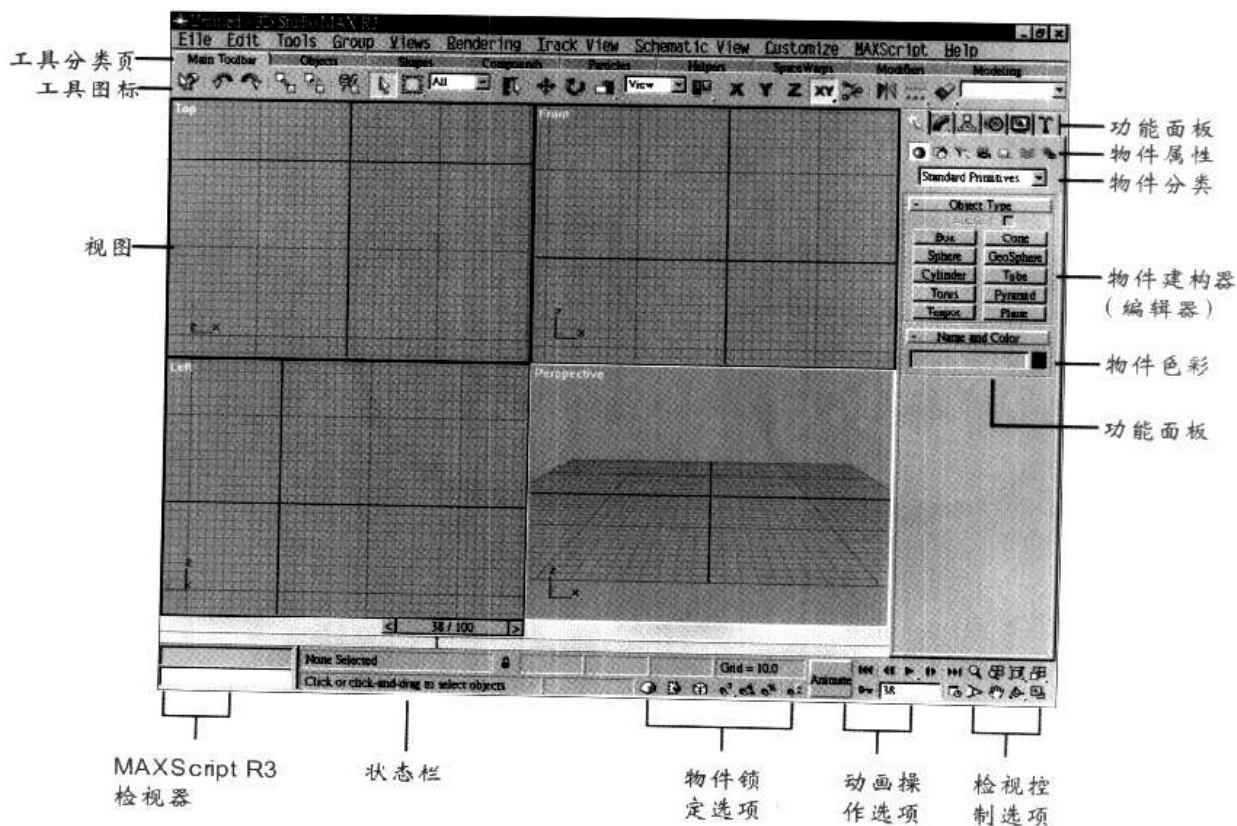 Untitled - 3D Studio MAX R3
File Edit Tools Group Views Rendering Track View Schematic View Customize MAXScript Help
工具分类页
Main Toolbar Objects Shapes Compounds Particles Helpers SpaceWarps Modifiers Modeling
工具图标
All View X Y Z XY
Top
Front
功能面板
物件属性
Standard Primitives
物件分类
Object Type
视图
Box Cone
Sphere GeoSphere
Cylinder Tube
物件建构器
(编辑器)
Torus Pyramid
Teapot Plane
Name and Color
物件色彩
Left
Perspective
功能面板
38 / 100
None Selected
Grid = 10.0
Animate
Click or click-and-drag to select objects
38
MAXScript R3
检视器
状态栏
物件锁
定选项
动画操
作选项
检视控
制选项